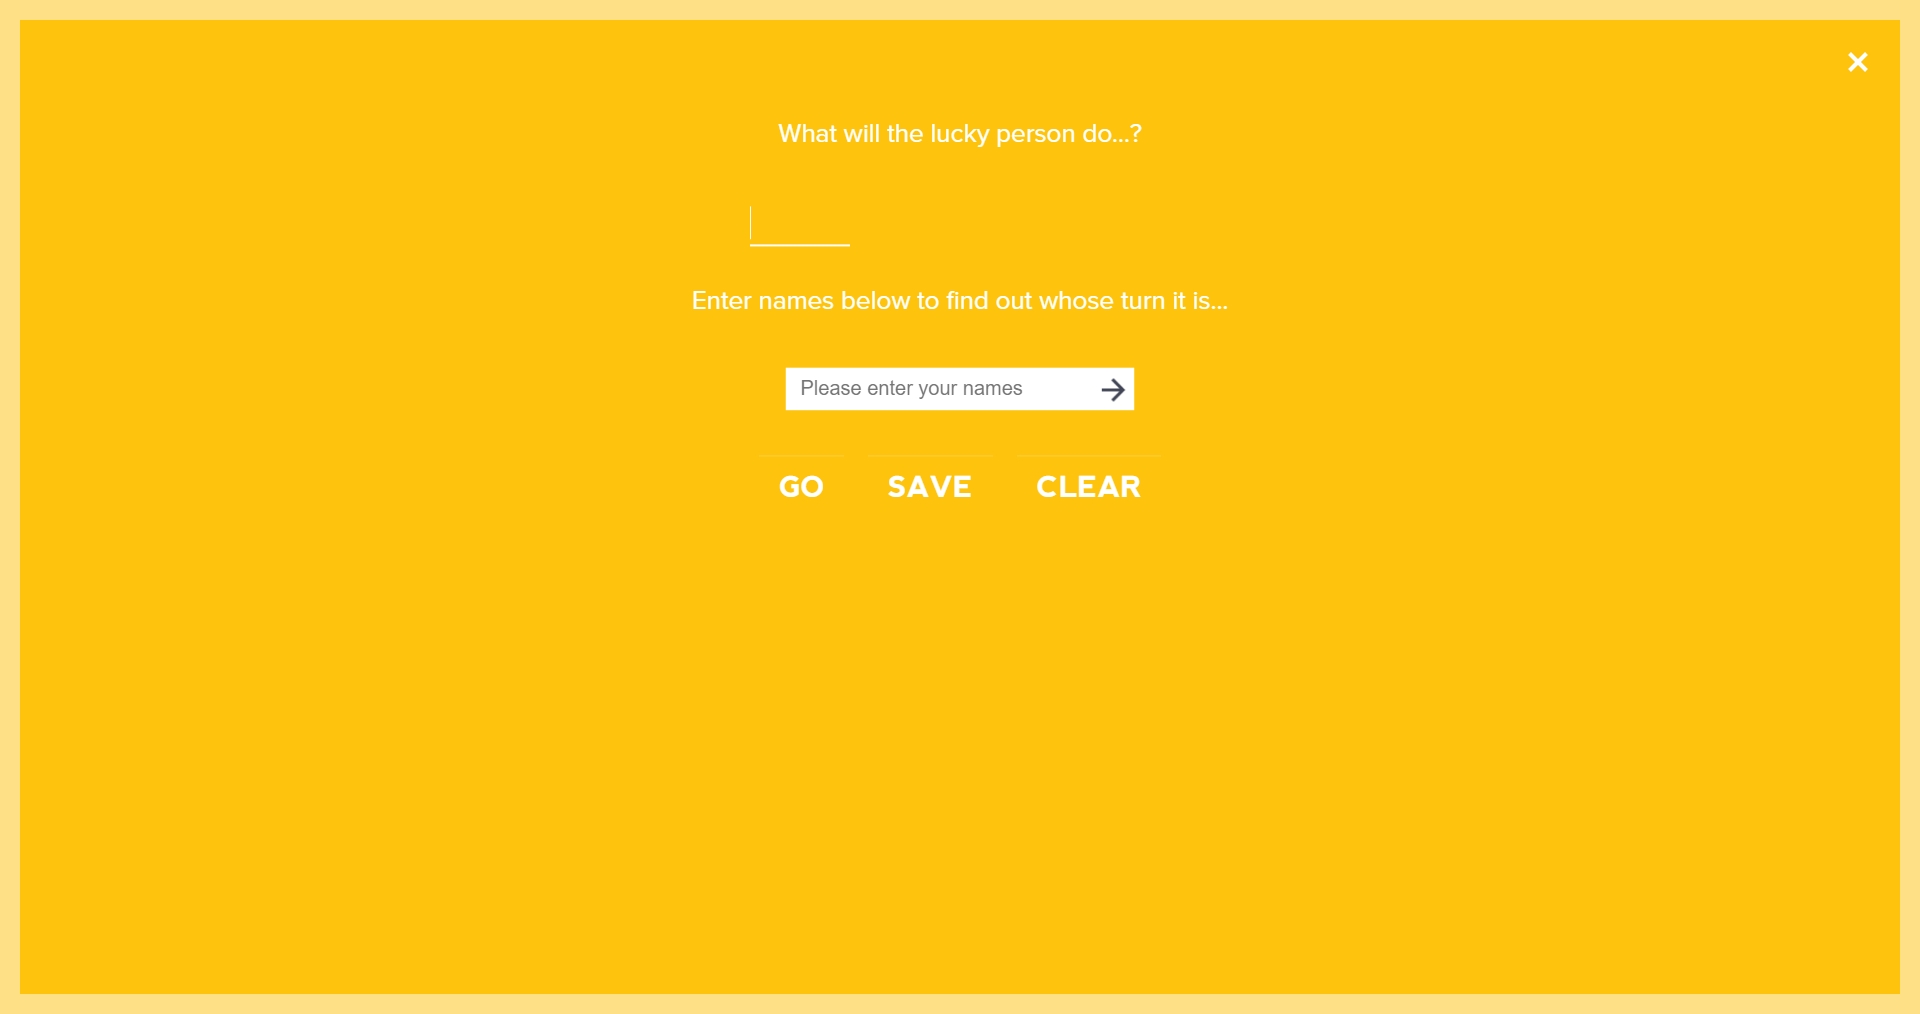 What will the lucky person do...?
Enter names below to find out whose turn it is...
Please enter your names
GO SAVE CLEAR